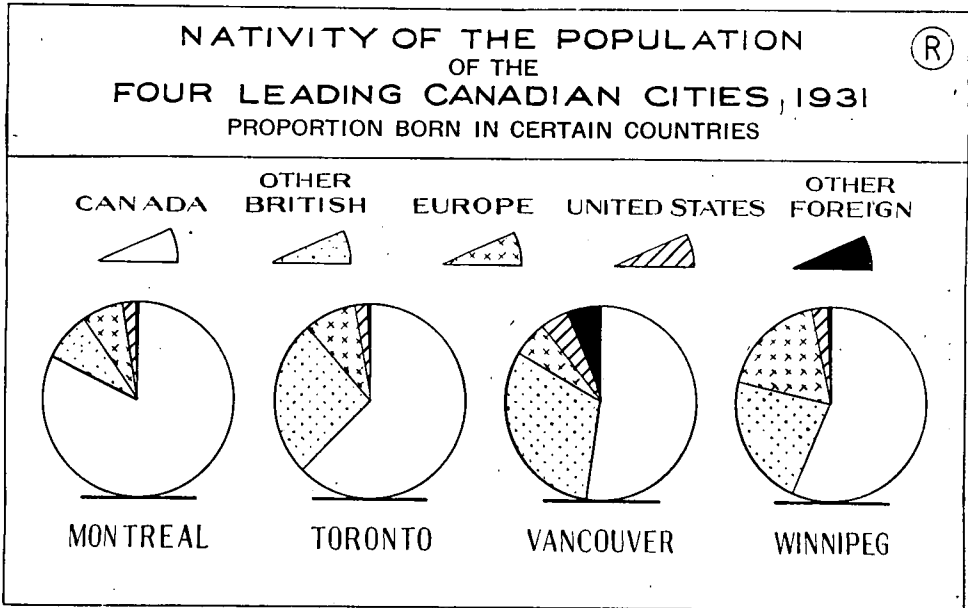 NATIVITY OF THE POPULATION
OF THE
FOUR LEADING CANADIAN CITIES, 1931
PROPORTION BORN IN CERTAIN COUNTRIES
R
CANADA
OTHER
BRITISH
EUROPE
UNITED STATES
OTHER
FOREIGN
MONTREAL
TORONTO
VANCOUVER
WINNIPEG